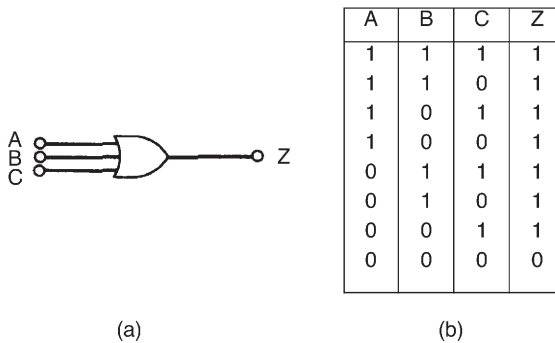 A
B
C
Z
(a)
A B C Z
1 1 1 1
1 1 0 1
1 0 1 1
1 0 0 1
0 1 1 1
0 1 0 1
0 0 1 1
0 0 0 0
(b)